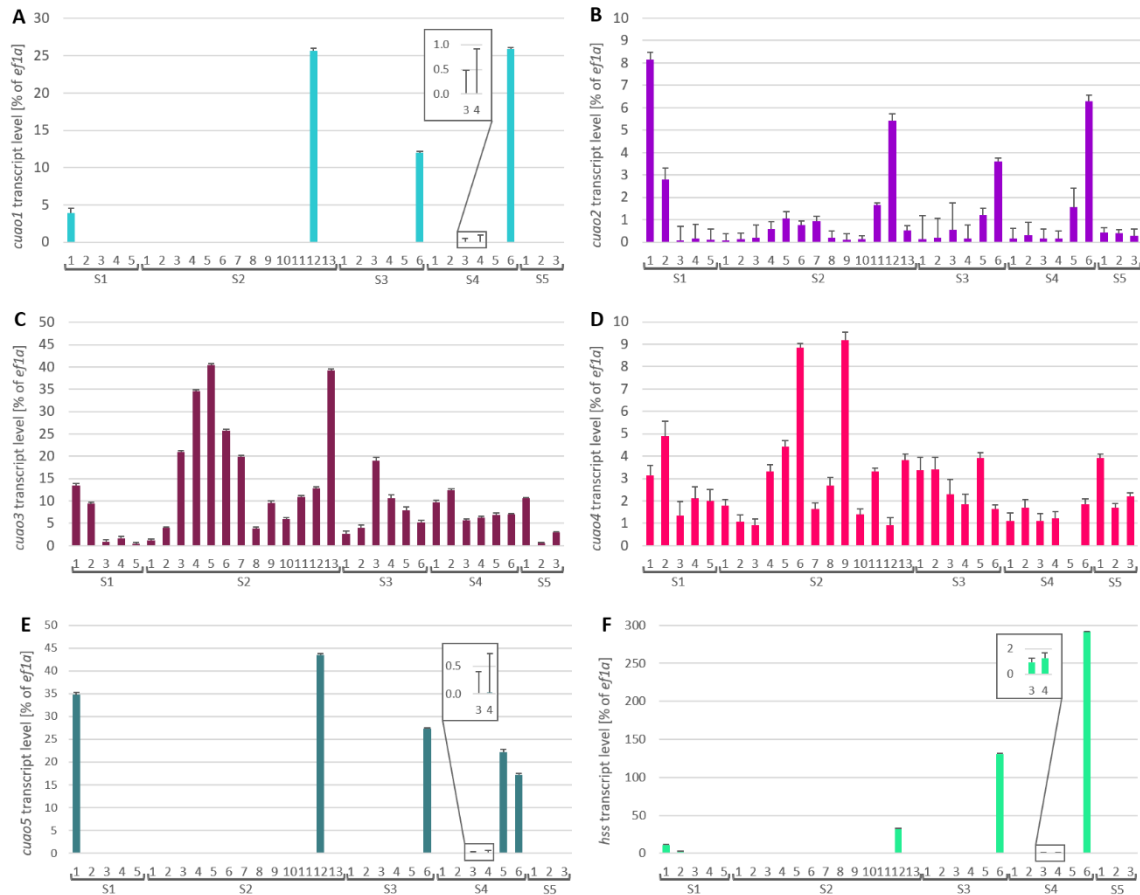 A
cuao1 transcript level [% of ef1a]
30
25
20
15
10
5
0
1.0
0.5
0.0
3 4
1 2 3 4 5 1 2 3 4 5 6 7 8 9 10 11 12 13 1 2 3 4 5 6 1 2 3 4 5 6 1 2 3
S1 S2 S3 S4 S5
B
cuao2 transcript level [% of ef1a]
10
9
8
7
6
5
4
3
2
1
0
1 2 3 4 5 1 2 3 4 5 6 7 8 9 10 11 12 13 1 2 3 4 5 6 1 2 3 4 5 6 1 2 3
S1 S2 S3 S4 S5
C
cuao3 transcript level [% of ef1a]
50
45
40
35
30
25
20
15
10
5
0
1 2 3 4 5 1 2 3 4 5 6 7 8 9 10 11 12 13 1 2 3 4 5 6 1 2 3 4 5 6 1 2 3
S1 S2 S3 S4 S5
D
cuao4 transcript level [% of ef1a]
10
9
8
7
6
5
4
3
2
1
0
1 2 3 4 5 1 2 3 4 5 6 7 8 9 10 11 12 13 1 2 3 4 5 6 1 2 3 4 5 6 1 2 3
S1 S2 S3 S4 S5
E
cuao5 transcript level [% of ef1a]
50
45
40
35
30
25
20
15
10
5
0
0.5
0.0
3 4
1 2 3 4 5 1 2 3 4 5 6 7 8 9 10 11 12 13 1 2 3 4 5 6 1 2 3 4 5 6 1 2 3
S1 S2 S3 S4 S5
F
hss transcript level [% of ef1a]
300
250
200
150
100
50
0
2
0
3 4
1 2 3 4 5 1 2 3 4 5 6 7 8 9 10 11 12 13 1 2 3 4 5 6 1 2 3 4 5 6 1 2 3
S1 S2 S3 S4 S5